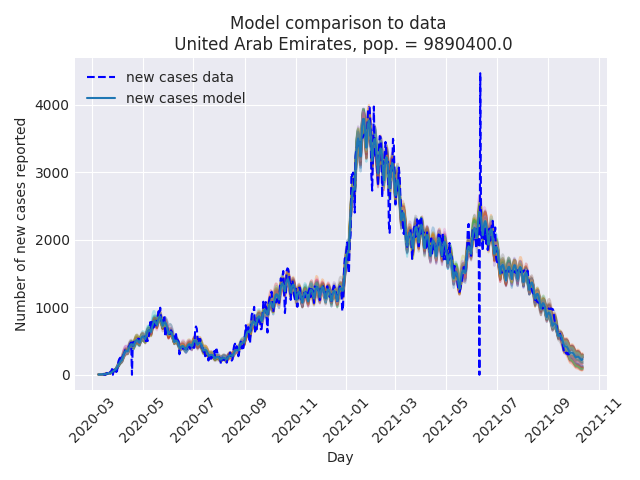 Model comparison to data
United Arab Emirates, pop. = 9890400.0
new cases data
new cases model
Number of new cases reported
4000
3000
2000
1000
0
2020-03
2020-05
2020-07
2020-09
2020-11
2021-01
2021-03
2021-05
2021-07
2021-09
2021-11
Day